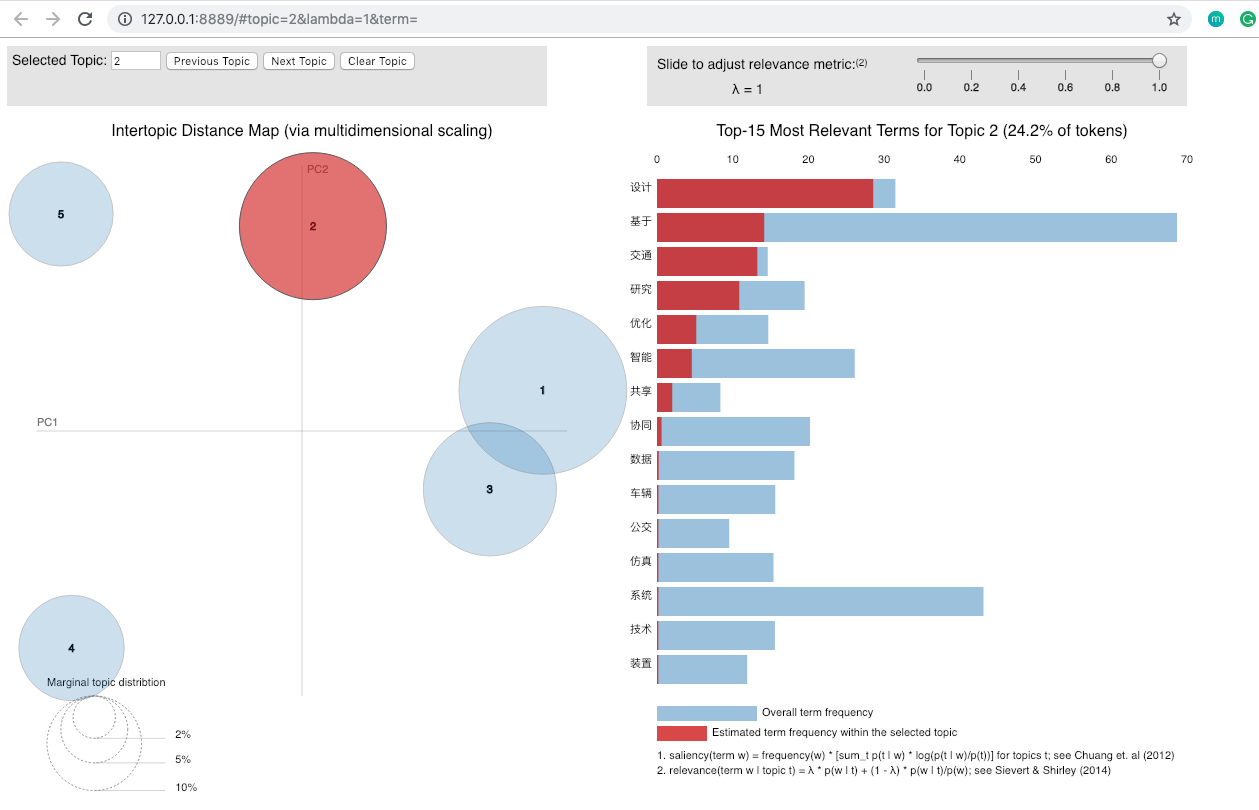 127.0.0.1:8889/#topic=2&lambda=1&term=
m
G
Selected Topic: 2 Previous Topic Next Topic Clear Topic
Slide to adjust relevance metric:(2)
λ = 1
0.0 0.2 0.4 0.6 0.8 1.0
Intertopic Distance Map (via multidimensional scaling)
PC2
PC1
5
2
1
3
4
Marginal topic distribtion
2%
5%
10%
Top-15 Most Relevant Terms for Topic 2 (24.2% of tokens)
0 10 20 30 40 50 60 70
设计
基于
交通
研究
优化
智能
共享
协同
数据
车辆
公交
仿真
系统
技术
装置
Overall term frequency
Estimated term frequency within the selected topic
1. saliency(term w) = frequency(w) * [sum_t p(t | w) * log(p(t | w)/p(t))] for topics t; see Chuang et. al (2012)
2. relevance(term w | topic t) = λ * p(w | t) + (1 - λ) * p(w | t)/p(w); see Sievert & Shirley (2014)